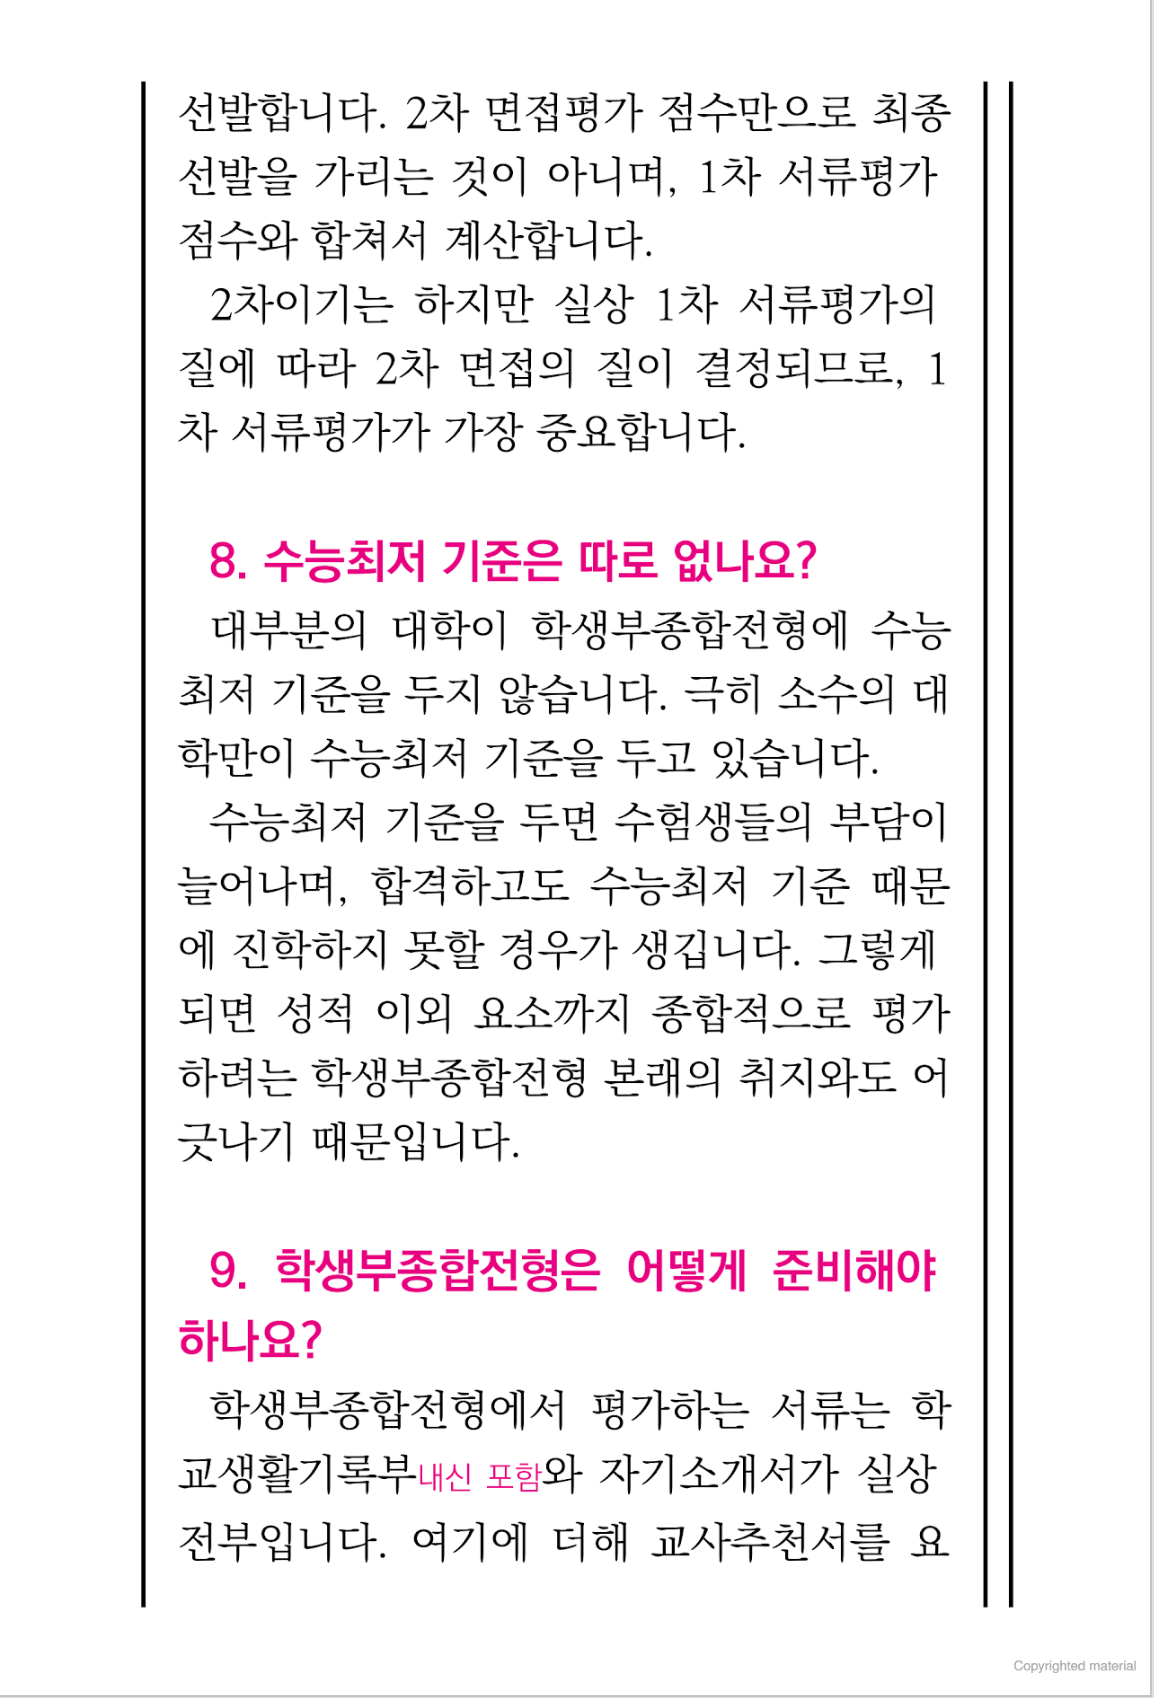 선발합니다. 2차 면접평가 점수만으로 최종
선발을 가리는 것이 아니며, 1차 서류평가
점수와 합쳐서 계산합니다.
2차이기는 하지만 실상 1차 서류평가의
질에 따라 2차 면접의 질이 결정되므로, 1
차 서류평가가 가장 중요합니다.
8. 수능최저 기준은 따로 없나요?
대부분의 대학이 학생부종합전형에 수능
최저 기준을 두지 않습니다. 극히 소수의 대
학만이 수능최저 기준을 두고 있습니다.
수능최저 기준을 두면 수험생들의 부담이
늘어나며, 합격하고도 수능최저 기준 때문
에 진학하지 못할 경우가 생깁니다. 그렇게
되면 성적 이외 요소까지 종합적으로 평가
하려는 학생부종합전형 본래의 취지와도 어
긋나기 때문입니다.
9. 학생부종합전형은 어떻게 준비해야
하나요?
학생부종합전형에서 평가하는 서류는 학
교생활기록부내신 포함와 자기소개서가 실상
전부입니다. 여기에 더해 교사추천서를 요
Copyrighted material